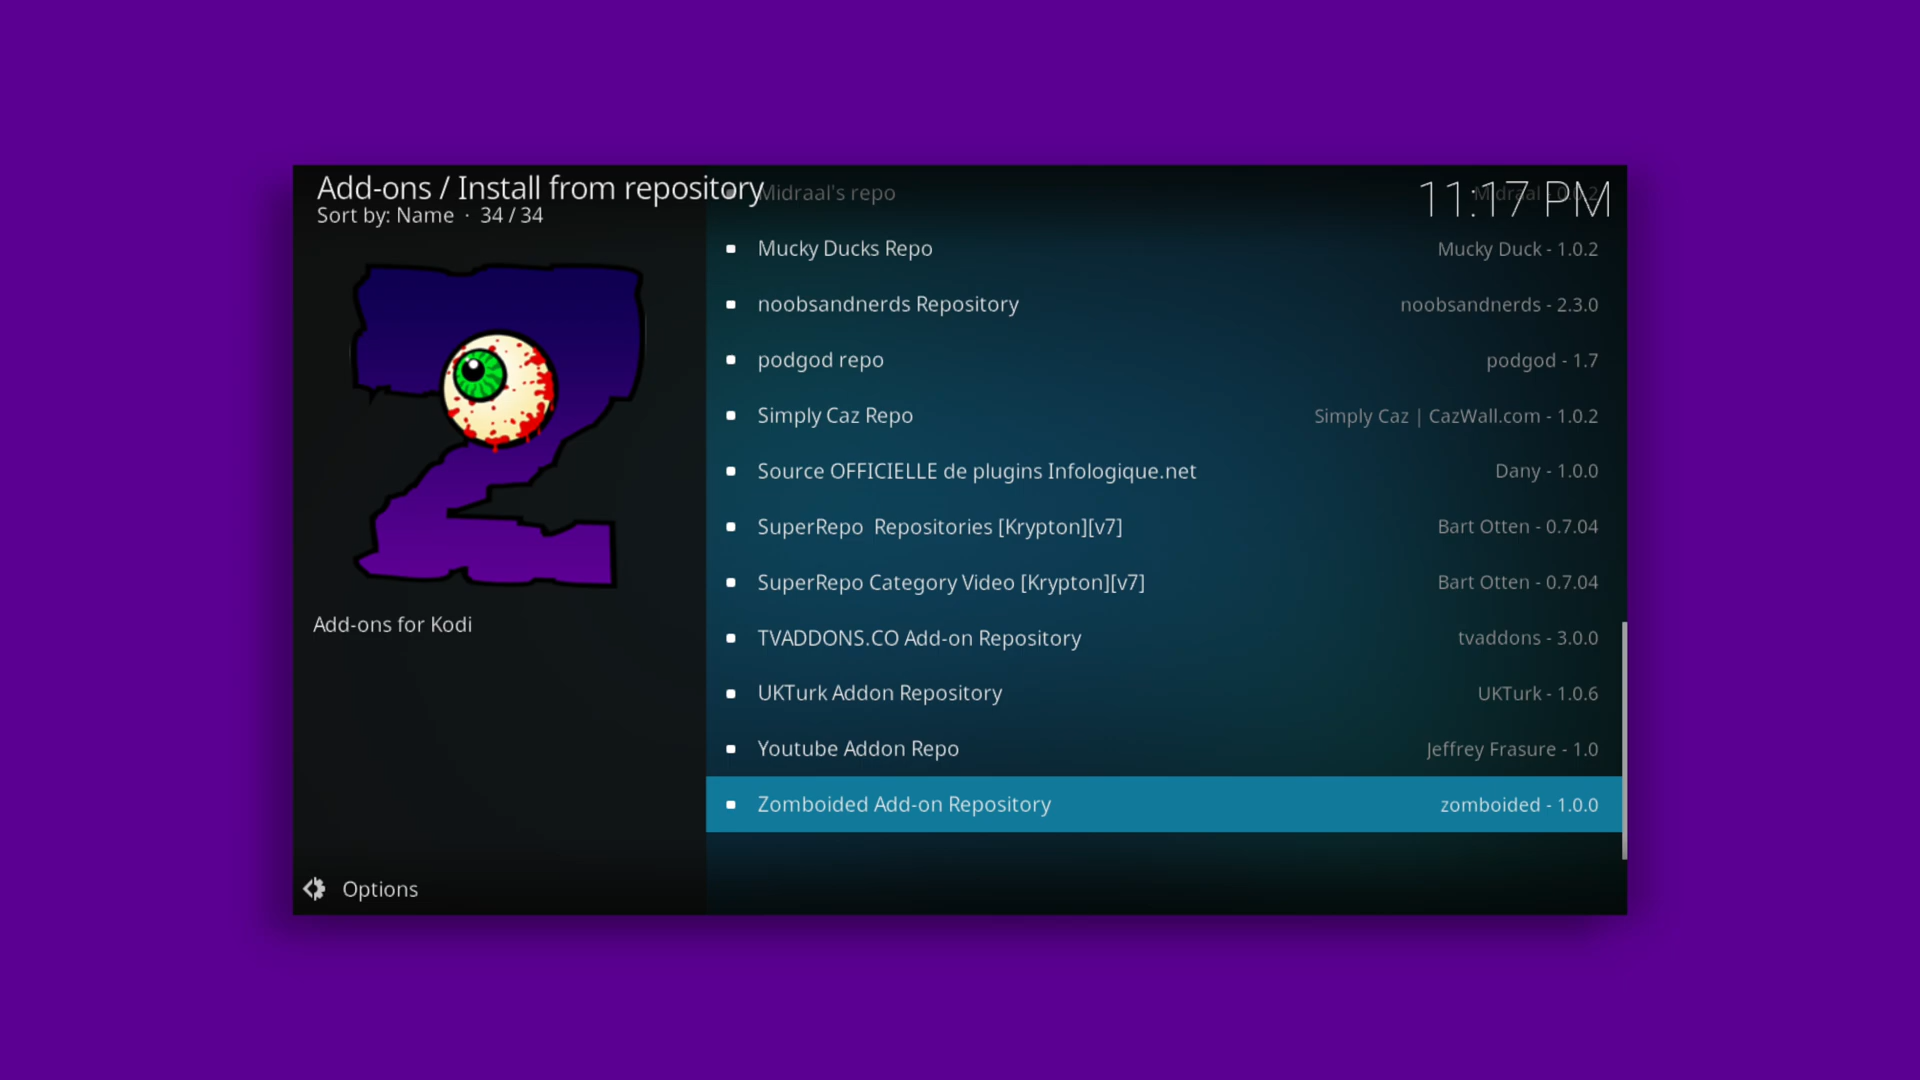 Add-ons / Install from repository
Sort by: Name · 34 / 34
11:17 PM
Midraal's repo Midraal - 0.0.2
Mucky Ducks Repo Mucky Duck - 1.0.2
noobsandnerds Repository noobsandnerds - 2.3.0
podgod repo podgod - 1.7
Simply Caz Repo Simply Caz | CazWall.com - 1.0.2
Source OFFICIELLE de plugins Infologique.net Dany - 1.0.0
SuperRepo Repositories [Krypton][v7] Bart Otten - 0.7.04
SuperRepo Category Video [Krypton][v7] Bart Otten - 0.7.04
TVADDONS.CO Add-on Repository tvaddons - 3.0.0
UKTurk Addon Repository UKTurk - 1.0.6
Youtube Addon Repo Jeffrey Frasure - 1.0
Zomboided Add-on Repository zomboided - 1.0.0
Add-ons for Kodi
Options